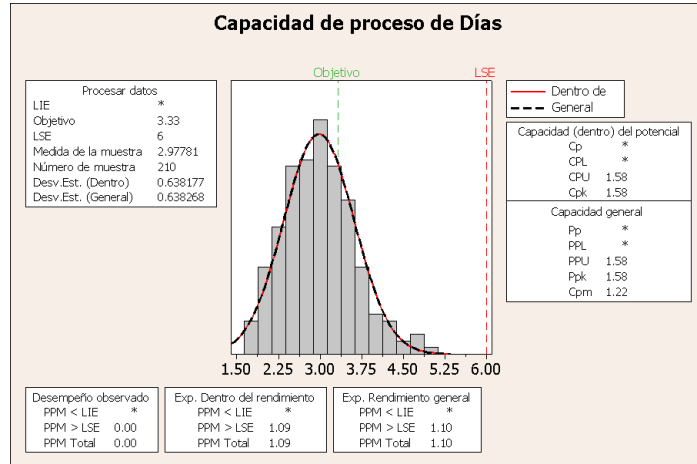 Capacidad de proceso de Días
Procesar datos
LIE *
Objetivo 3.33
LSE 6
Medida de la muestra 2.97781
Número de muestra 210
Desv.Est. (Dentro) 0.638177
Desv.Est. (General) 0.638268
Objetivo
LSE
Dentro de
General
Capacidad (dentro) del potencial
Cp *
CPL *
CPU 1.58
Cpk 1.58
Capacidad general
Pp *
PPL *
PPU 1.58
Ppk 1.58
Cpm 1.22
1.50 2.25 3.00 3.75 4.50 5.25 6.00
Desempeño observado
PPM < LIE *
PPM > LSE 0.00
PPM Total 0.00
Exp. Dentro del rendimiento
PPM < LIE *
PPM > LSE 1.09
PPM Total 1.09
Exp. Rendimiento general
PPM < LIE *
PPM > LSE 1.10
PPM Total 1.10